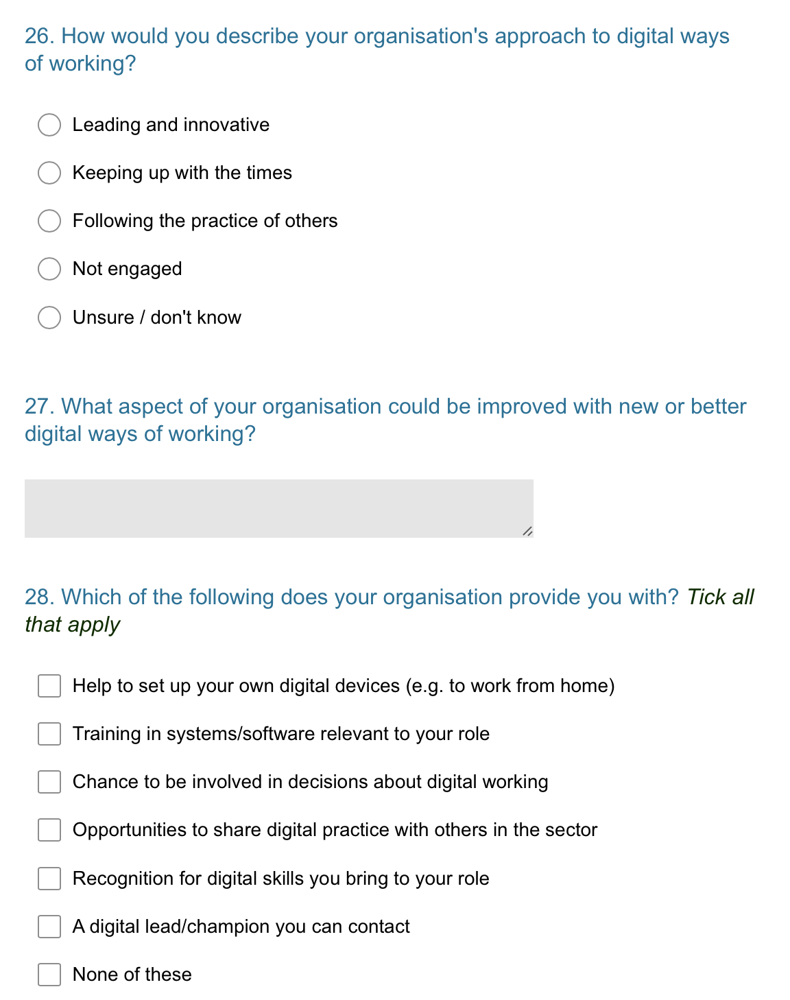 26. How would you describe your organisation's approach to digital ways
of working?
Leading and innovative
Keeping up with the times
Following the practice of others
Not engaged
Unsure / don't know
27. What aspect of your organisation could be improved with new or better
digital ways of working?
28. Which of the following does your organisation provide you with? Tick all
that apply
Help to set up your own digital devices (e.g. to work from home)
Training in systems/software relevant to your role
Chance to be involved in decisions about digital working
Opportunities to share digital practice with others in the sector
Recognition for digital skills you bring to your role
A digital lead/champion you can contact
None of these